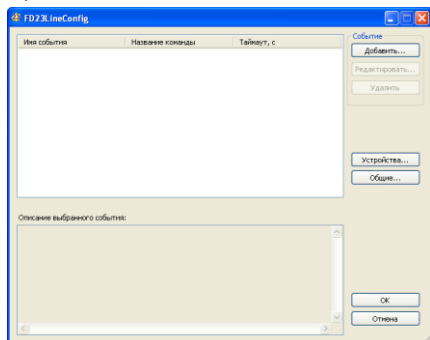 FD23LineConfig
Имя события Название команды Таймаут, с
Событие
Добавить...
Редактировать...
Удалить
Устройства...
Общие...
Описание выбранного события:
OK
Отмена